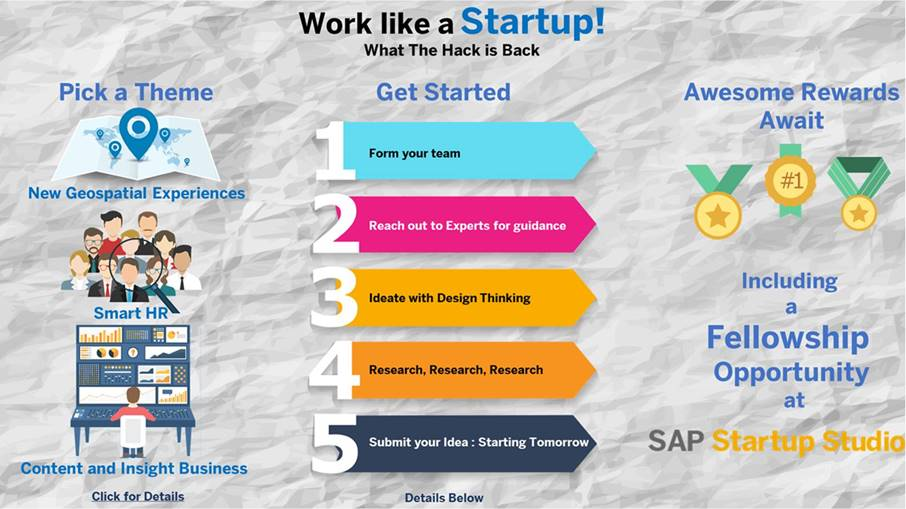 Work like a Startup!
What The Hack is Back
Pick a Theme
New Geospatial Experiences
Smart HR
Content and Insight Business
Click for Details
Get Started
1
Form your team
2
Reach out to Experts for guidance
3
Ideate with Design Thinking
4
Research, Research, Research
5
Submit your Idea : Starting Tomorrow
Details Below
Awesome Rewards
Await
#1
Including
a
Fellowship
Opportunity
at
SAP Startup Studio